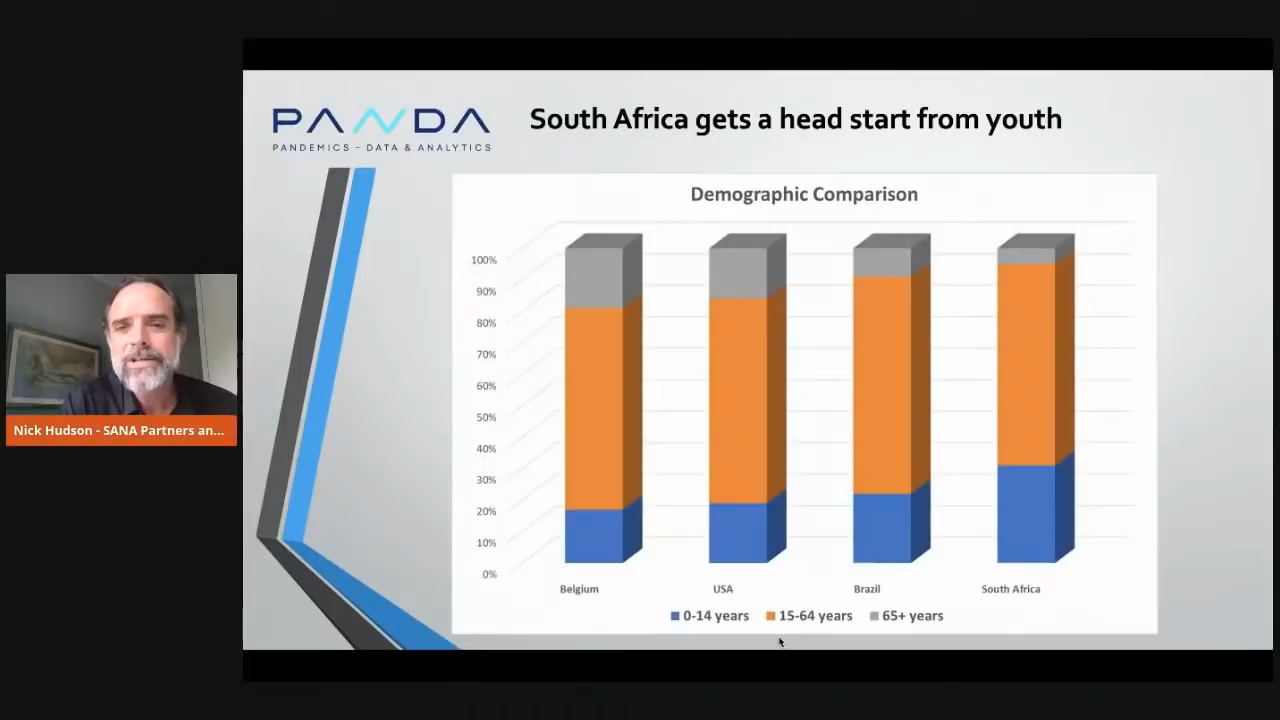 PANDA
PANDEMICS - DATA & ANALYTICS
South Africa gets a head start from youth
Demographic Comparison
100%
90%
80%
70%
60%
50%
40%
30%
20%
10%
0%
Belgium USA Brazil South Africa
0-14 years 15-64 years 65+ years
Nick Hudson - SANA Partners an...